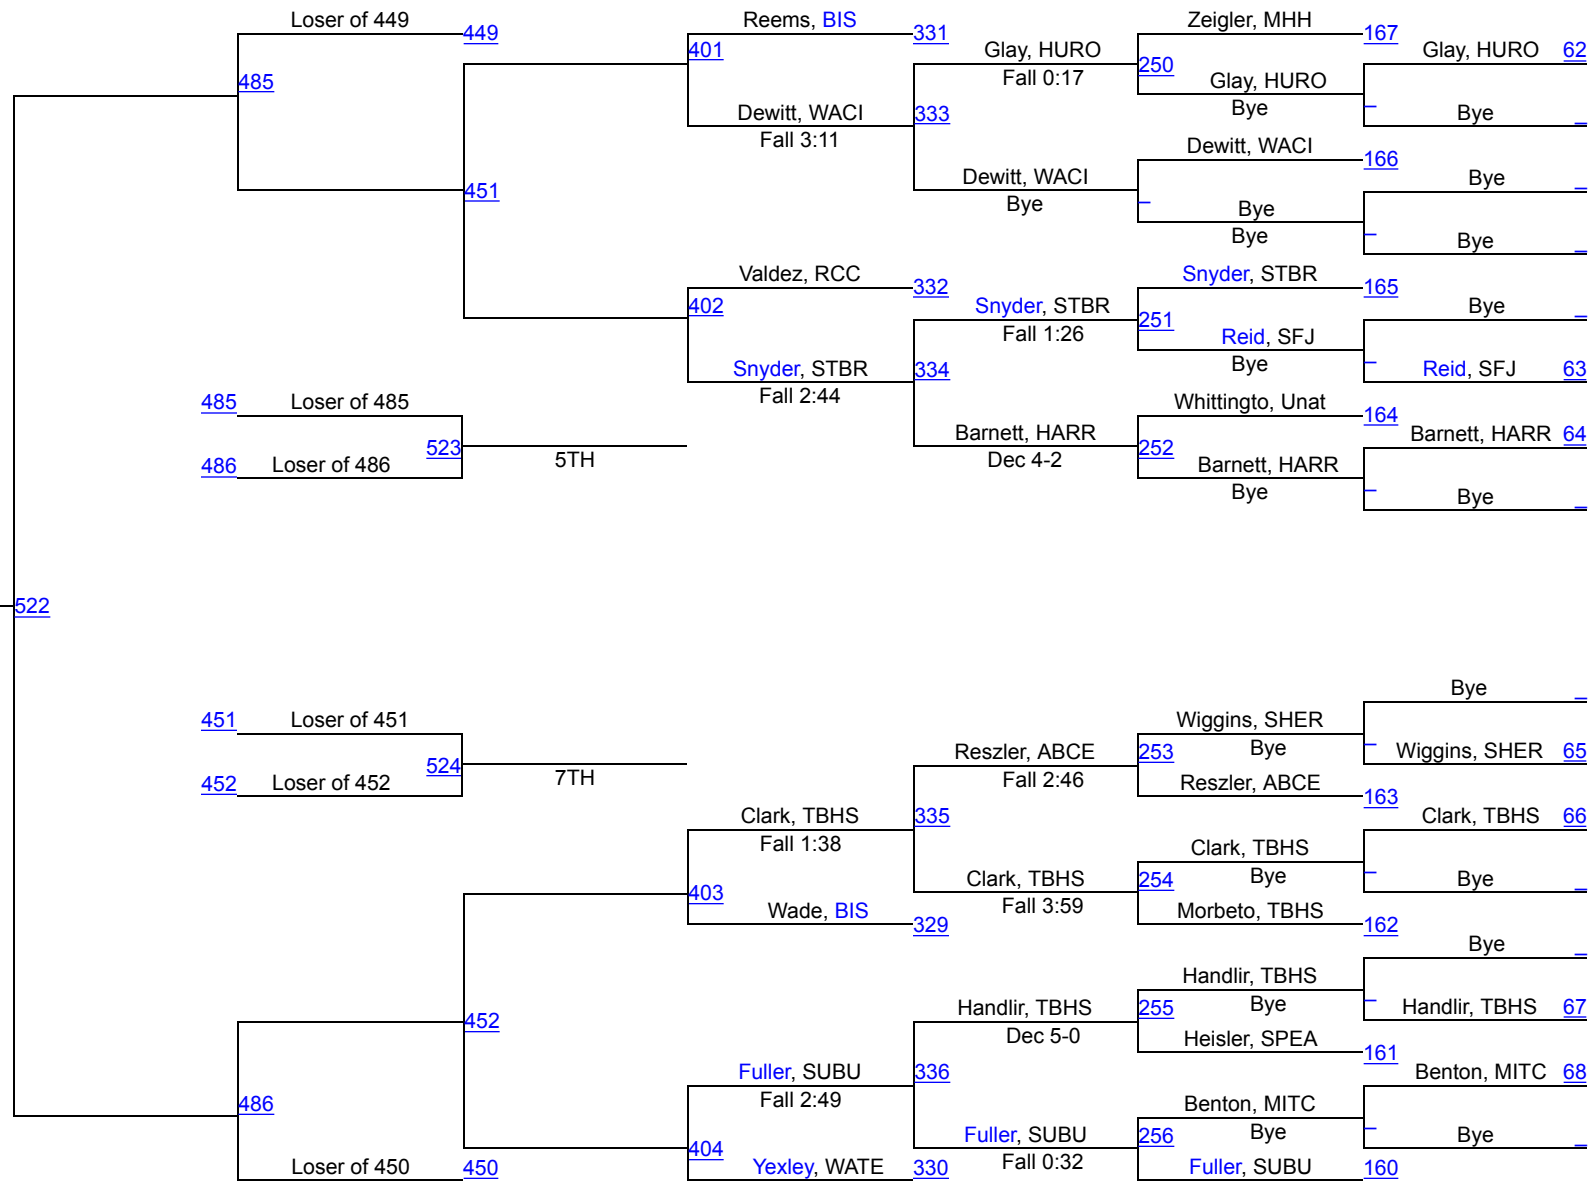 Loser of 449
449
Reems, BIS
331
Zeigler, MHH
167
485
401
Glay, HURO
Fall 0:17
250
Glay, HURO 62
Glay, HURO
Bye
Dewitt, WACI
Fall 3:11
333
Bye
451
Dewitt, WACI
Bye
Dewitt, WACI
166
Bye
Bye
Bye
Bye
Valdez, RCC
332
Snyder, STBR
165
402
Snyder, STBR
Fall 1:26
251
Bye
Reid, SFJ
Bye
Snyder, STBR
Fall 2:44
334
Reid, SFJ 63
485 Loser of 485
Whittingto, Unat
164
523
5TH
Barnett, HARR
Dec 4-2
252
Barnett, HARR 64
486 Loser of 486
Barnett, HARR
Bye
Bye
522
Bye
451 Loser of 451
Wiggins, SHER
Bye
524
7TH
Reszler, ABCE
Fall 2:46
253
Wiggins, SHER 65
452 Loser of 452
Reszler, ABCE
163
Clark, TBHS
Fall 1:38
335
Clark, TBHS 66
Clark, TBHS
Bye
403
Clark, TBHS
Fall 3:59
254
Bye
Wade, BIS
329
Morbeto, TBHS
162
Bye
Handlir, TBHS
Bye
452
Handlir, TBHS
Dec 5-0
255
Handlir, TBHS 67
Heisler, SPEA
161
Fuller, SUBU
Fall 2:49
336
Benton, MITC 68
486
Benton, MITC
Bye
404
Fuller, SUBU
Fall 0:32
256
Bye
Loser of 450
450
Yexley, WATE
330
Fuller, SUBU
160